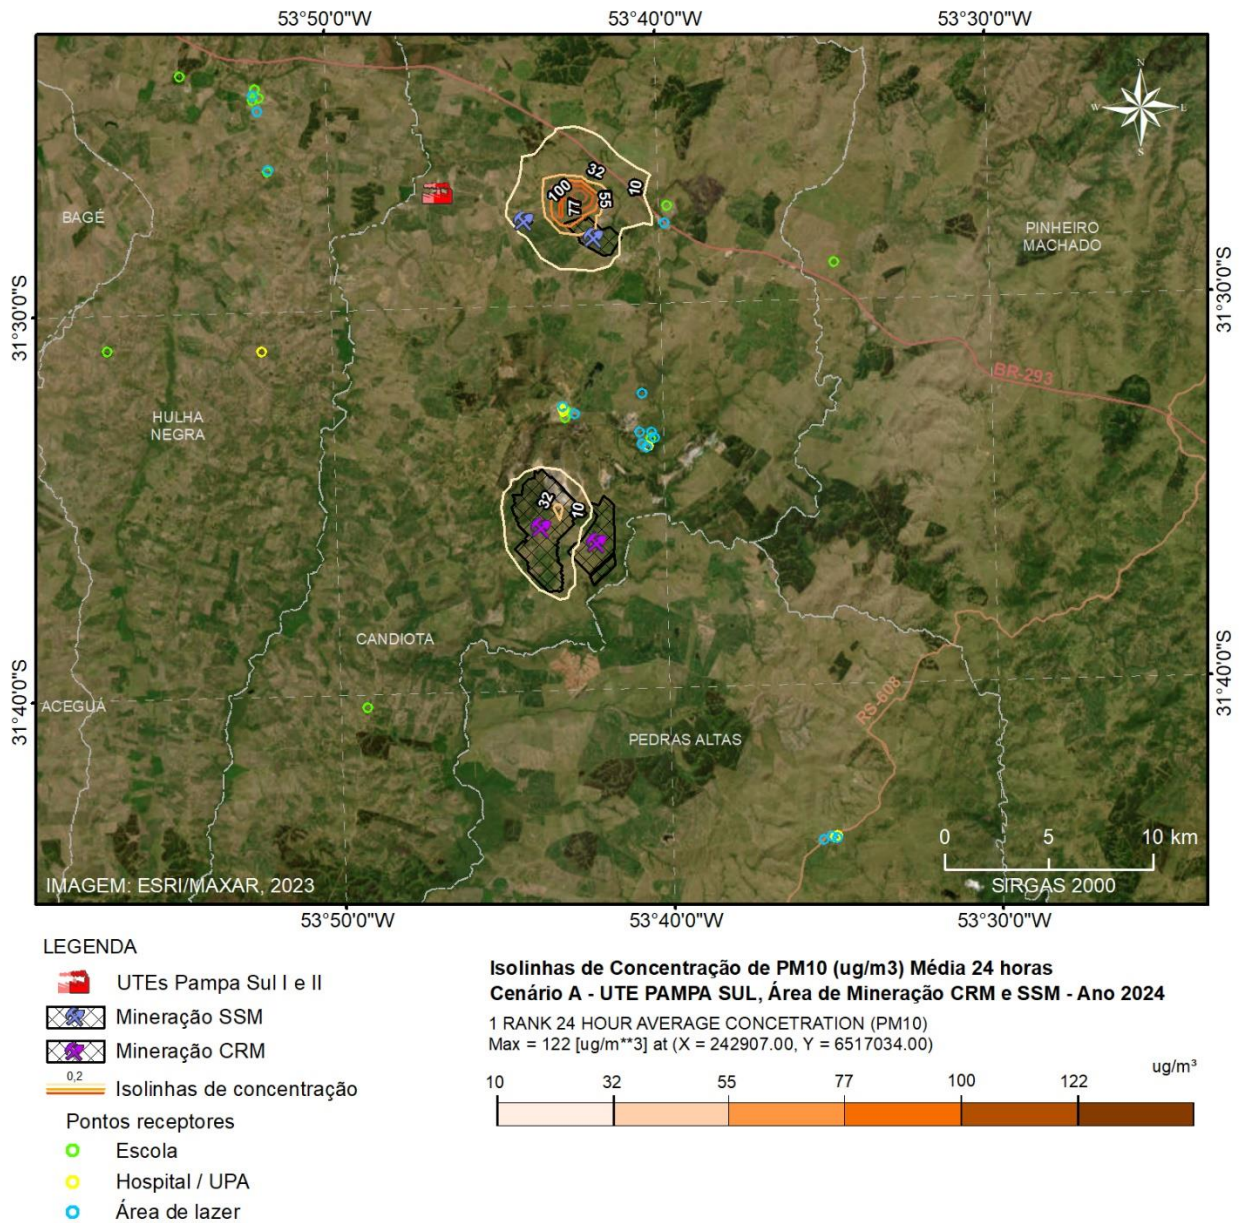 53°50'0"W 53°40'0"W 53°30'0"W
N
W E
S
32
10
100
55
77
BAGÉ
PINHEIRO
MACHADO
31°30'0"S 31°30'0"S
BR-293
HULHA
NEGRA
32
10
CANDIOTA
31°40'0"S 31°40'0"S
ACEGUÁ
RS-608
PEDRAS ALTAS
0 5 10 km
IMAGEM: ESRI/MAXAR, 2023
SIRGAS 2000
53°50'0"W 53°40'0"W 53°30'0"W
LEGENDA
UTEs Pampa Sul I e II
Mineração SSM
Mineração CRM
0,2
Isolinhas de concentração
Pontos receptores
Escola
Hospital / UPA
Área de lazer
Isolinhas de Concentração de PM10 (ug/m3) Média 24 horas
Cenário A - UTE PAMPA SUL, Área de Mineração CRM e SSM - Ano 2024
1 RANK 24 HOUR AVERAGE CONCETRATION (PM10)
Max = 122 [ug/m**3] at (X = 242907.00, Y = 6517034.00)
ug/m³
10 32 55 77 100 122